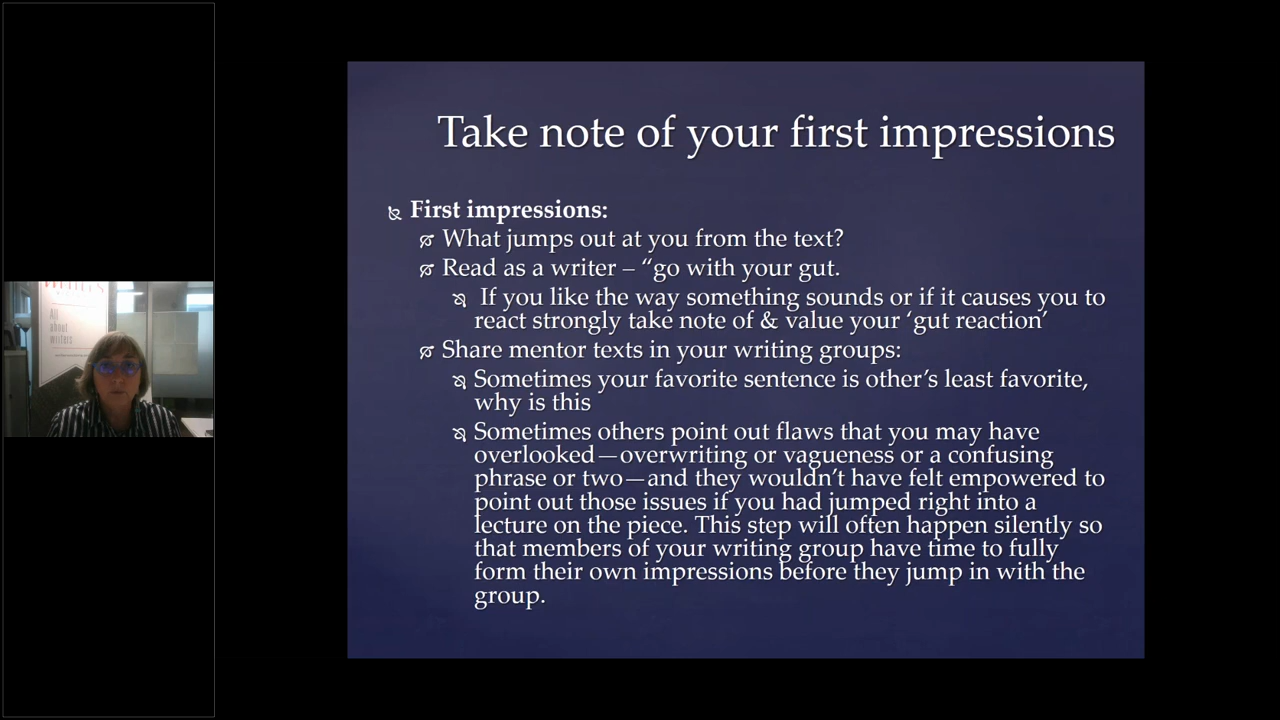 Take note of your first impressions
First impressions:
What jumps out at you from the text?
Read as a writer – “go with your gut.
If you like the way something sounds or if it causes you to
react strongly take note of & value your ‘gut reaction’
Share mentor texts in your writing groups:
Sometimes your favorite sentence is other’s least favorite,
why is this
Sometimes others point out flaws that you may have
overlooked—overwriting or vagueness or a confusing
phrase or two—and they wouldn’t have felt empowered to
point out those issues if you had jumped right into a
lecture on the piece. This step will often happen silently so
that members of your writing group have time to fully
form their own impressions before they jump in with the
group.
All
about
writers